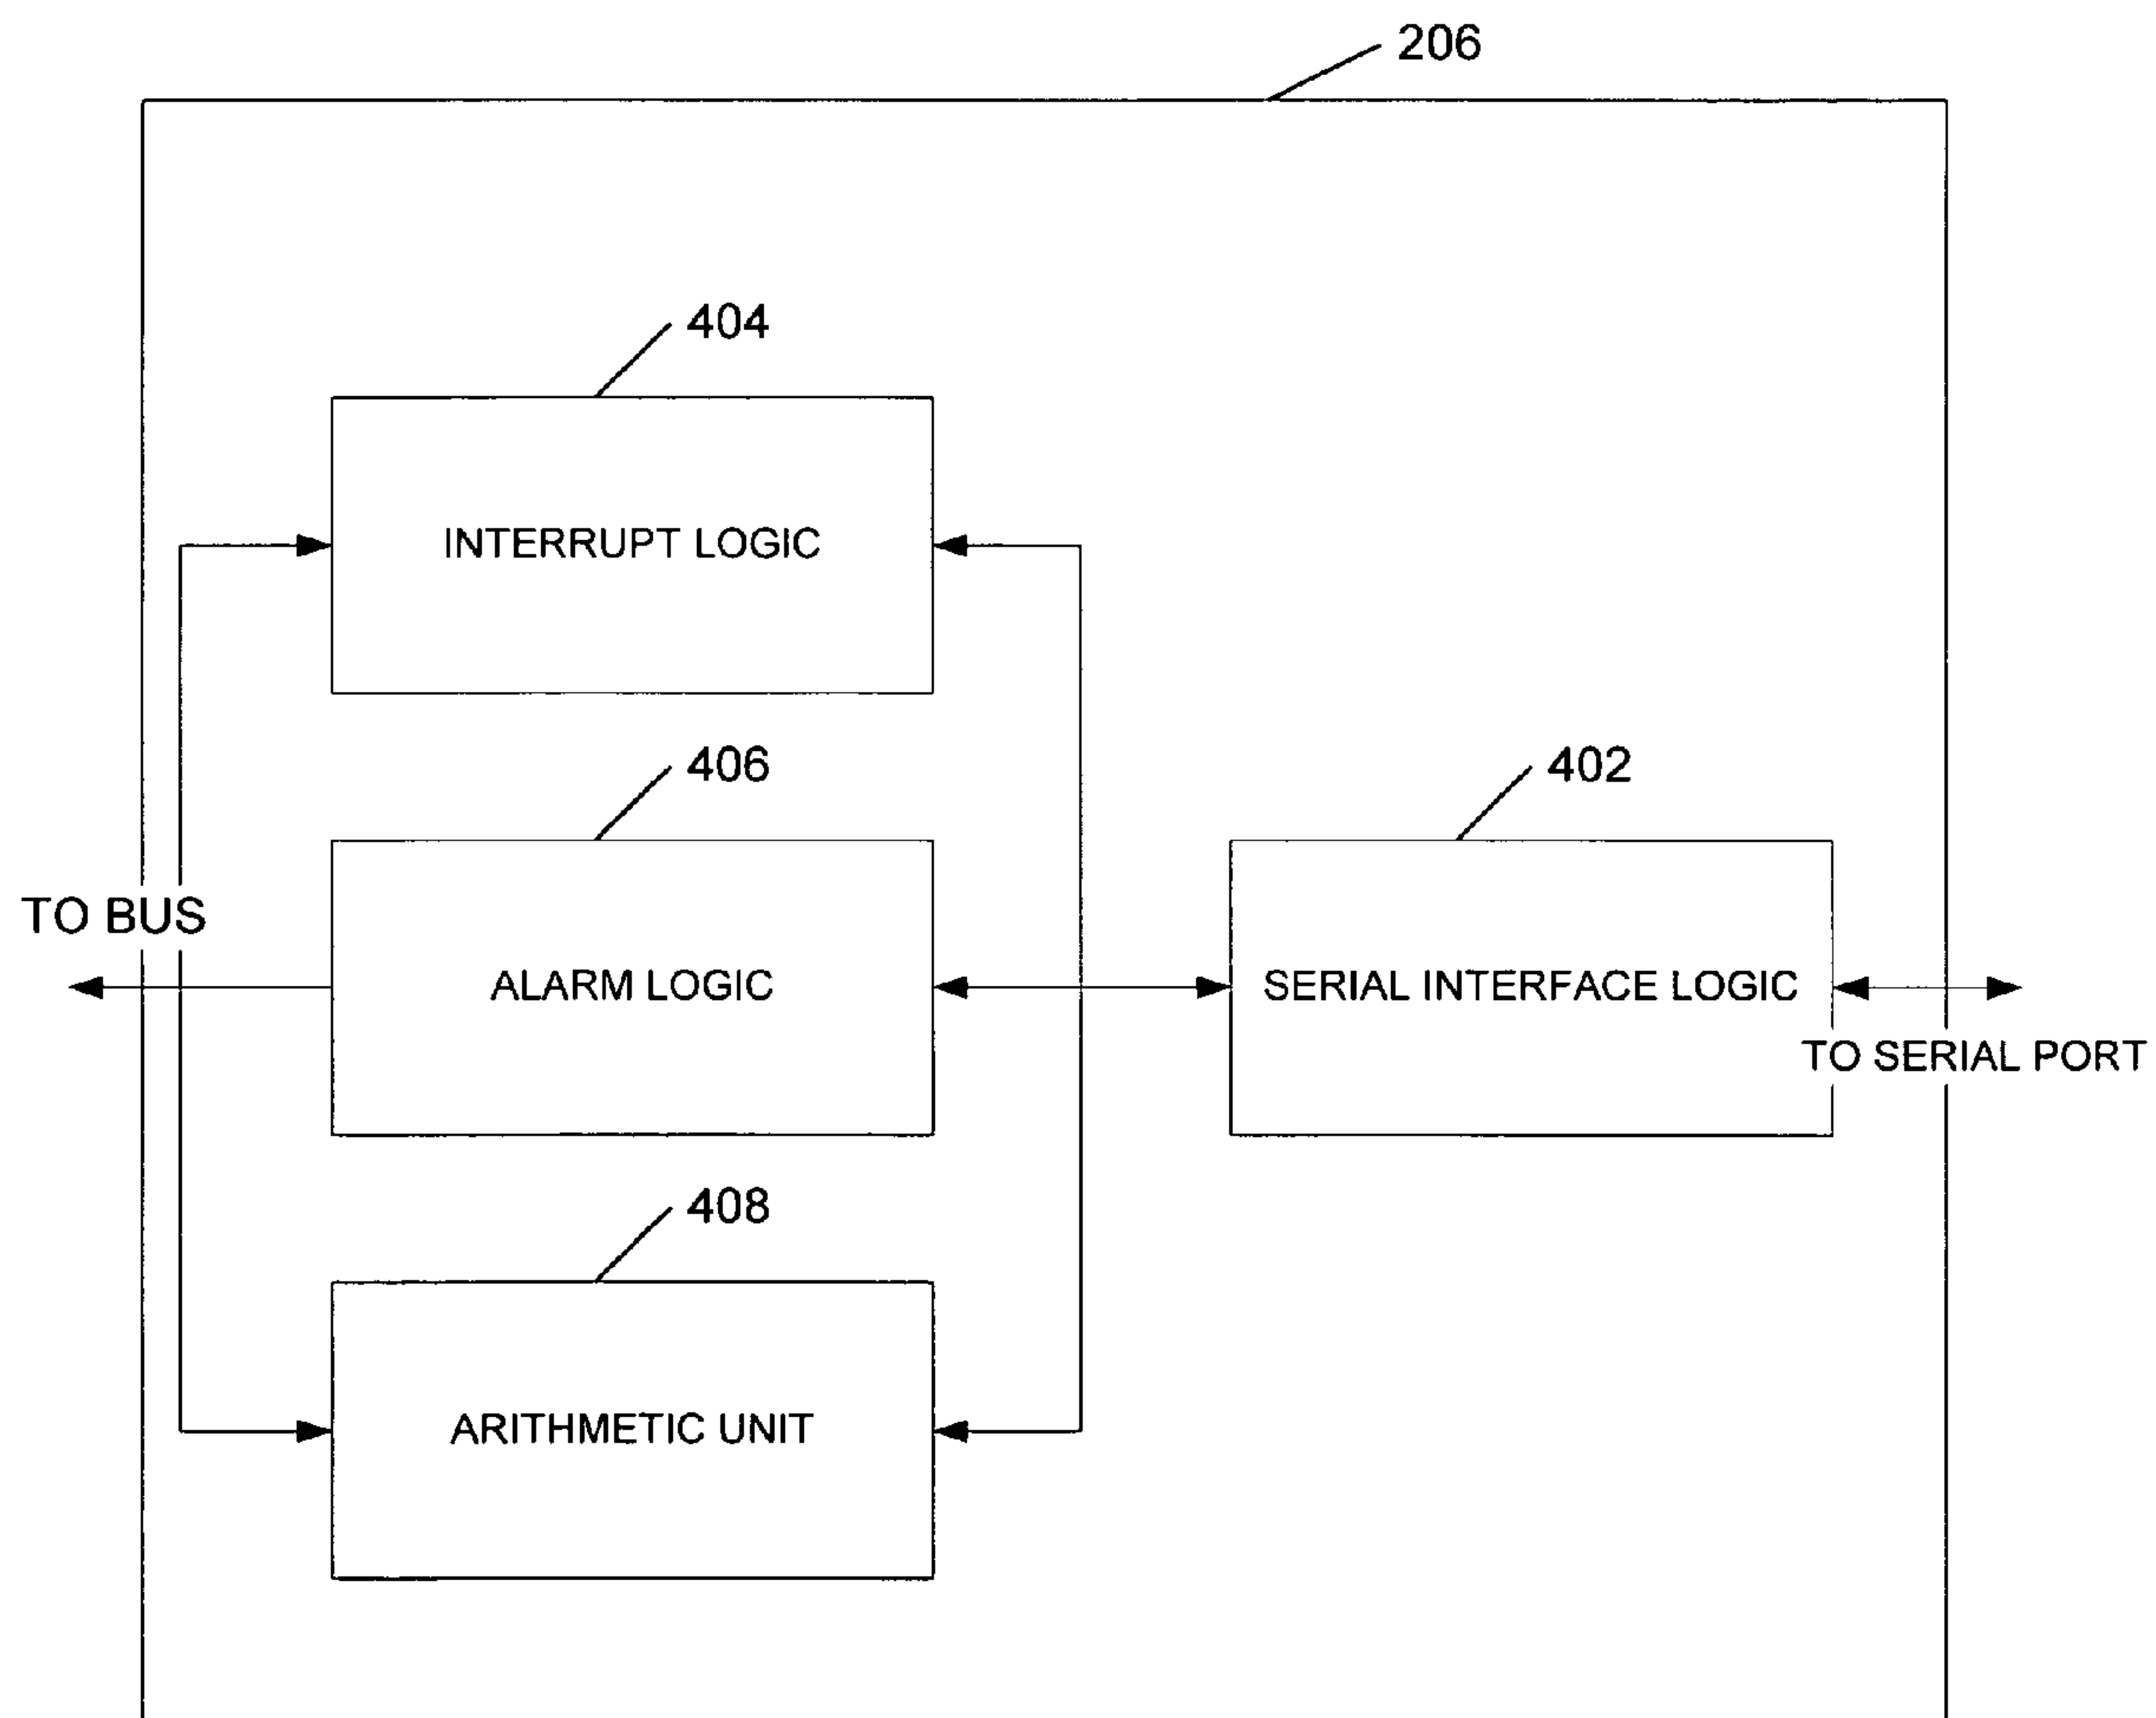 206
404
INTERRUPT LOGIC
406
402
TO BUS
ALARM LOGIC
SERIAL INTERFACE LOGIC
TO SERIAL PORT
408
ARITHMETIC UNIT